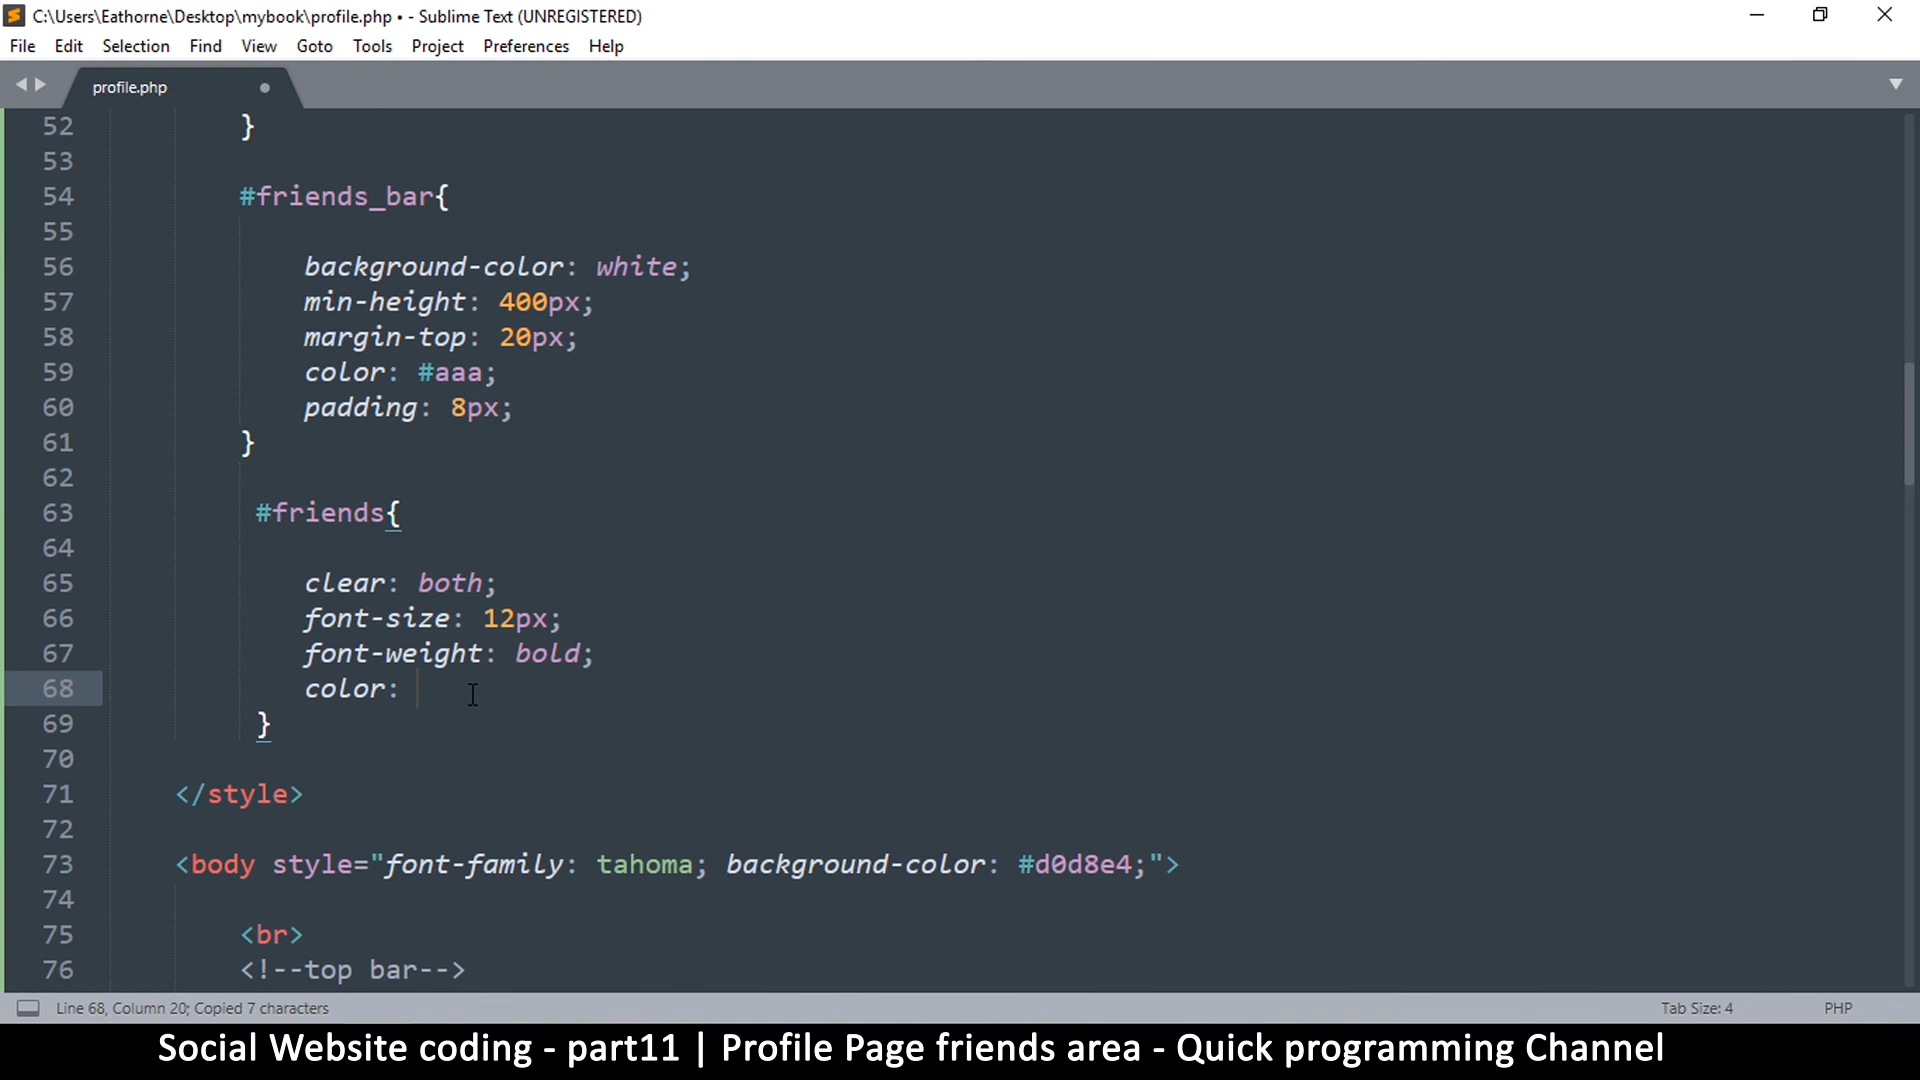 C:\Users\Eathorne\Desktop\mybook\profile.php • - Sublime Text (UNREGISTERED)
File Edit Selection Find View Goto Tools Project Preferences Help
profile.php
52 }
53
54 #friends_bar{
55
56 background-color: white;
57 min-height: 400px;
58 margin-top: 20px;
59 color: #aaa;
60 padding: 8px;
61 }
62
63 #friends{
64
65 clear: both;
66 font-size: 12px;
67 font-weight: bold;
68 color:
69 }
70
71 </style>
72
73 <body style="font-family: tahoma; background-color: #d0d8e4;">
74
75 <br>
76 <!--top bar-->
Line 68, Column 20; Copied 7 characters Tab Size: 4 PHP
Social Website coding - part11 | Profile Page friends area - Quick programming Channel